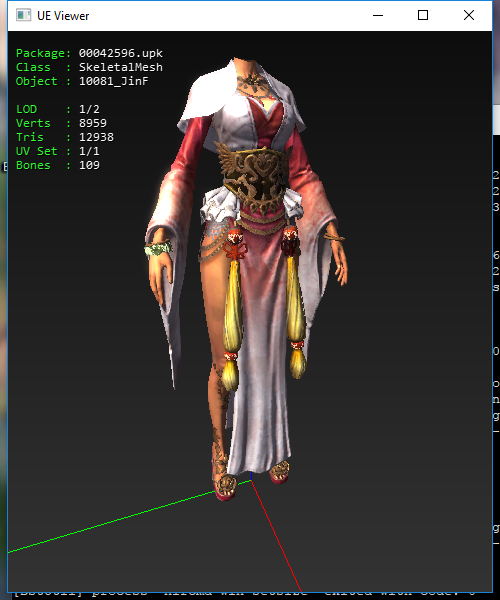 UE Viewer
Package: 00042596.upk
Class : SkeletalMesh
Object : 10081_JinF
LOD : 1/2
Verts : 8959
Tris : 12938
UV Set : 1/1
Bones : 109